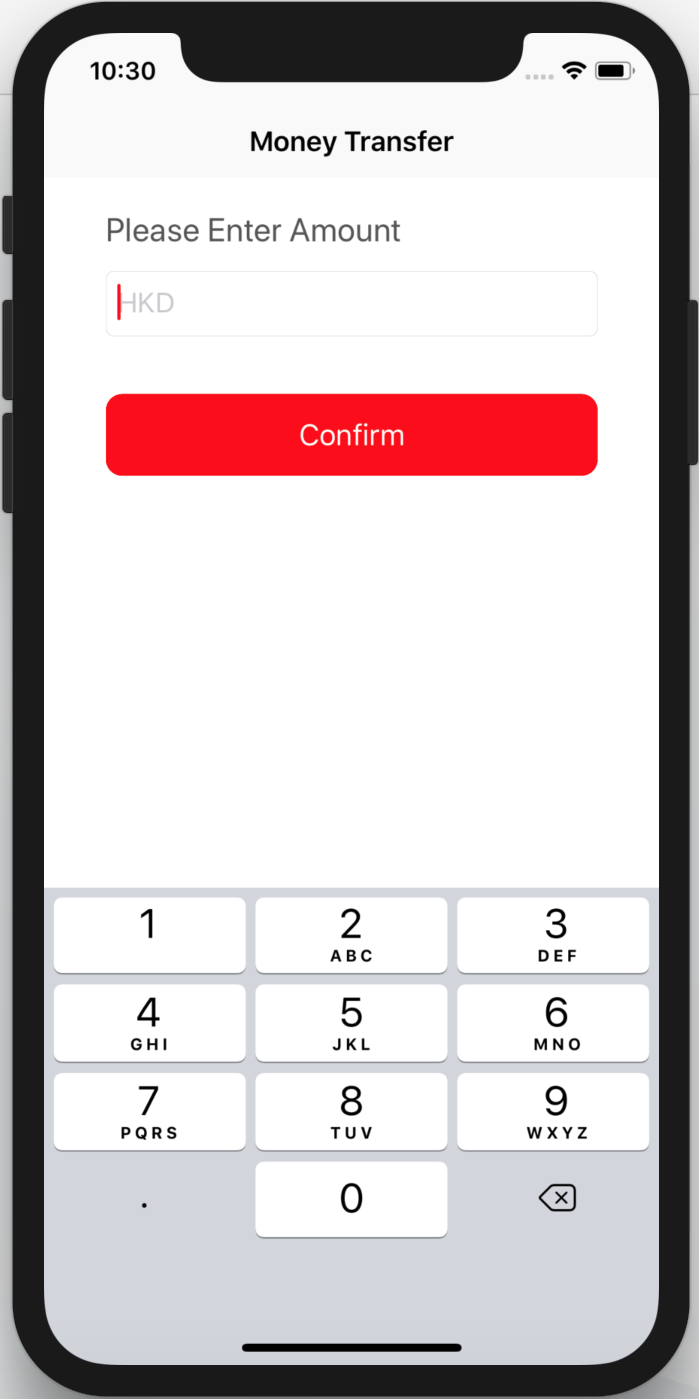 10:30
Money Transfer
Please Enter Amount
HKD
Confirm
1 2 3
ABC DEF
4 5 6
GHI JKL MNO
7 8 9
PQRS TUV WXYZ
. 0